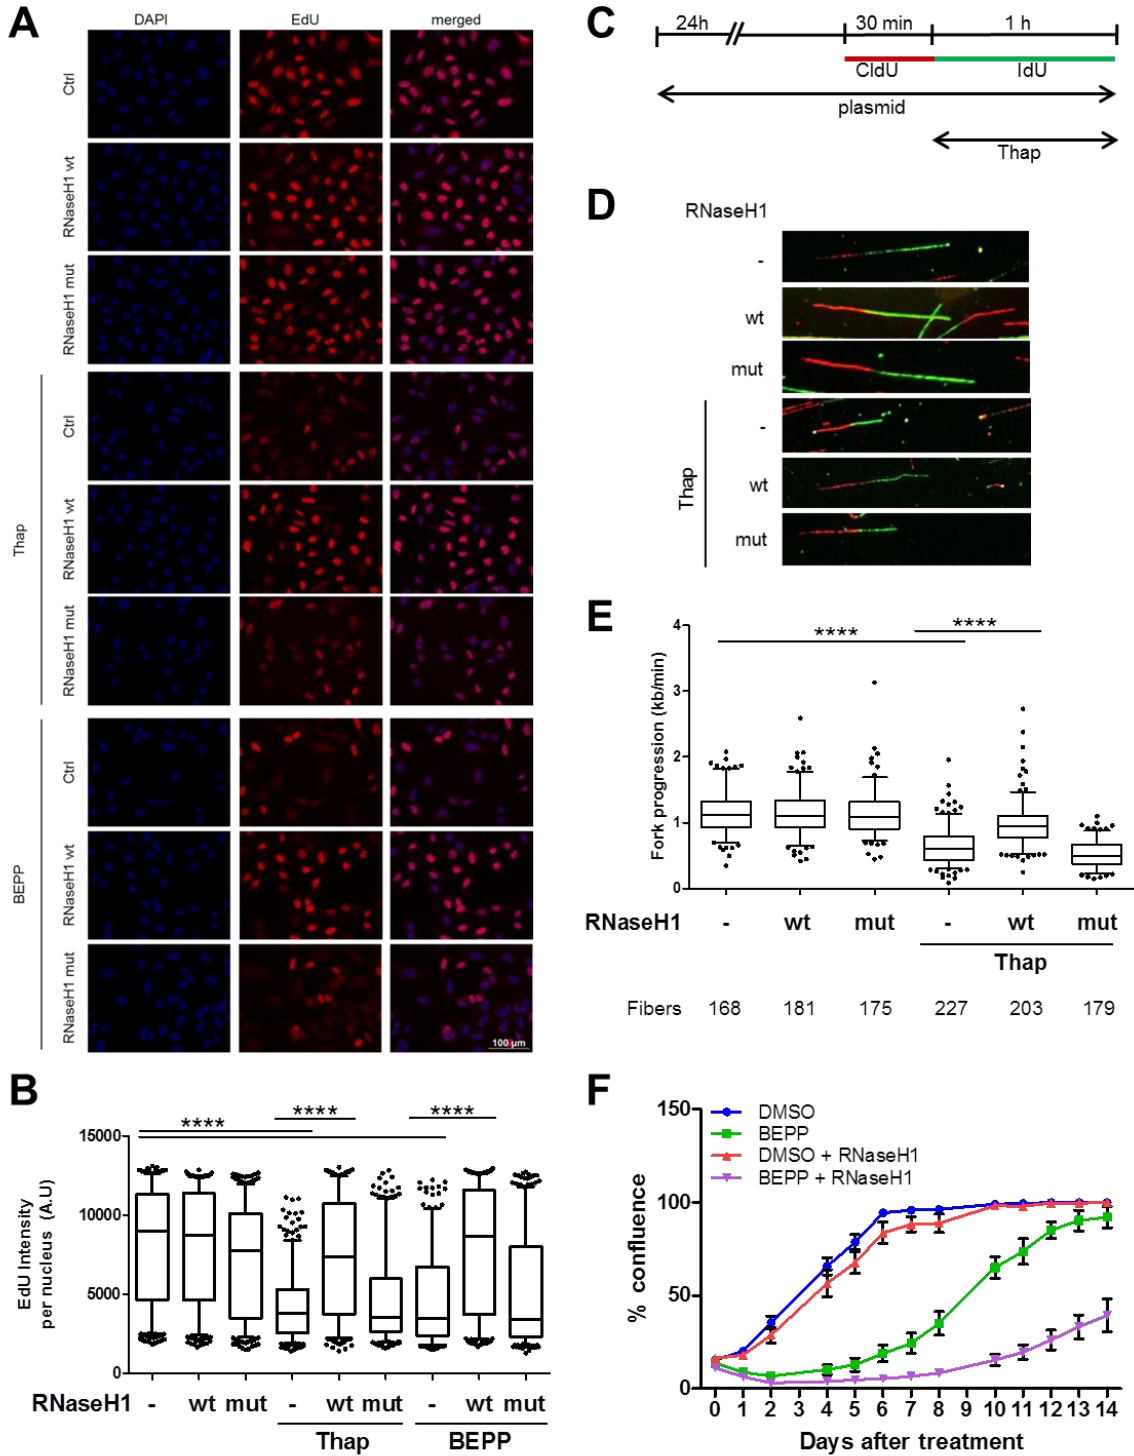 A
DAPI EdU merged
Ctrl
RNaseH1 wt
RNaseH1 mut
Thap
Ctrl
RNaseH1 wt
RNaseH1 mut
BEPP
Ctrl
RNAseH1 wt
RNaseH1 mut
100 µm
B
**** **** ****
EdU Intensity
per nucleus (A.U)
15000
10000
5000
0
RNaseH1 - wt mut - wt mut - wt mut
Thap BEPP
C
24h 30 min 1 h
CldU IdU
plasmid
Thap
D
RNaseH1
-
wt
mut
Thap
-
wt
mut
E
**** ****
Fork progression (kb/min)
4
3
2
1
0
RNaseH1 - wt mut - wt mut
Thap
Fibers 168 181 175 227 203 179
F
% confluence
150
100
50
0
DMSO
BEPP
DMSO + RNaseH1
BEPP + RNaseH1
0 1 2 3 4 5 6 7 8 9 10 11 12 13 14
Days after treatment